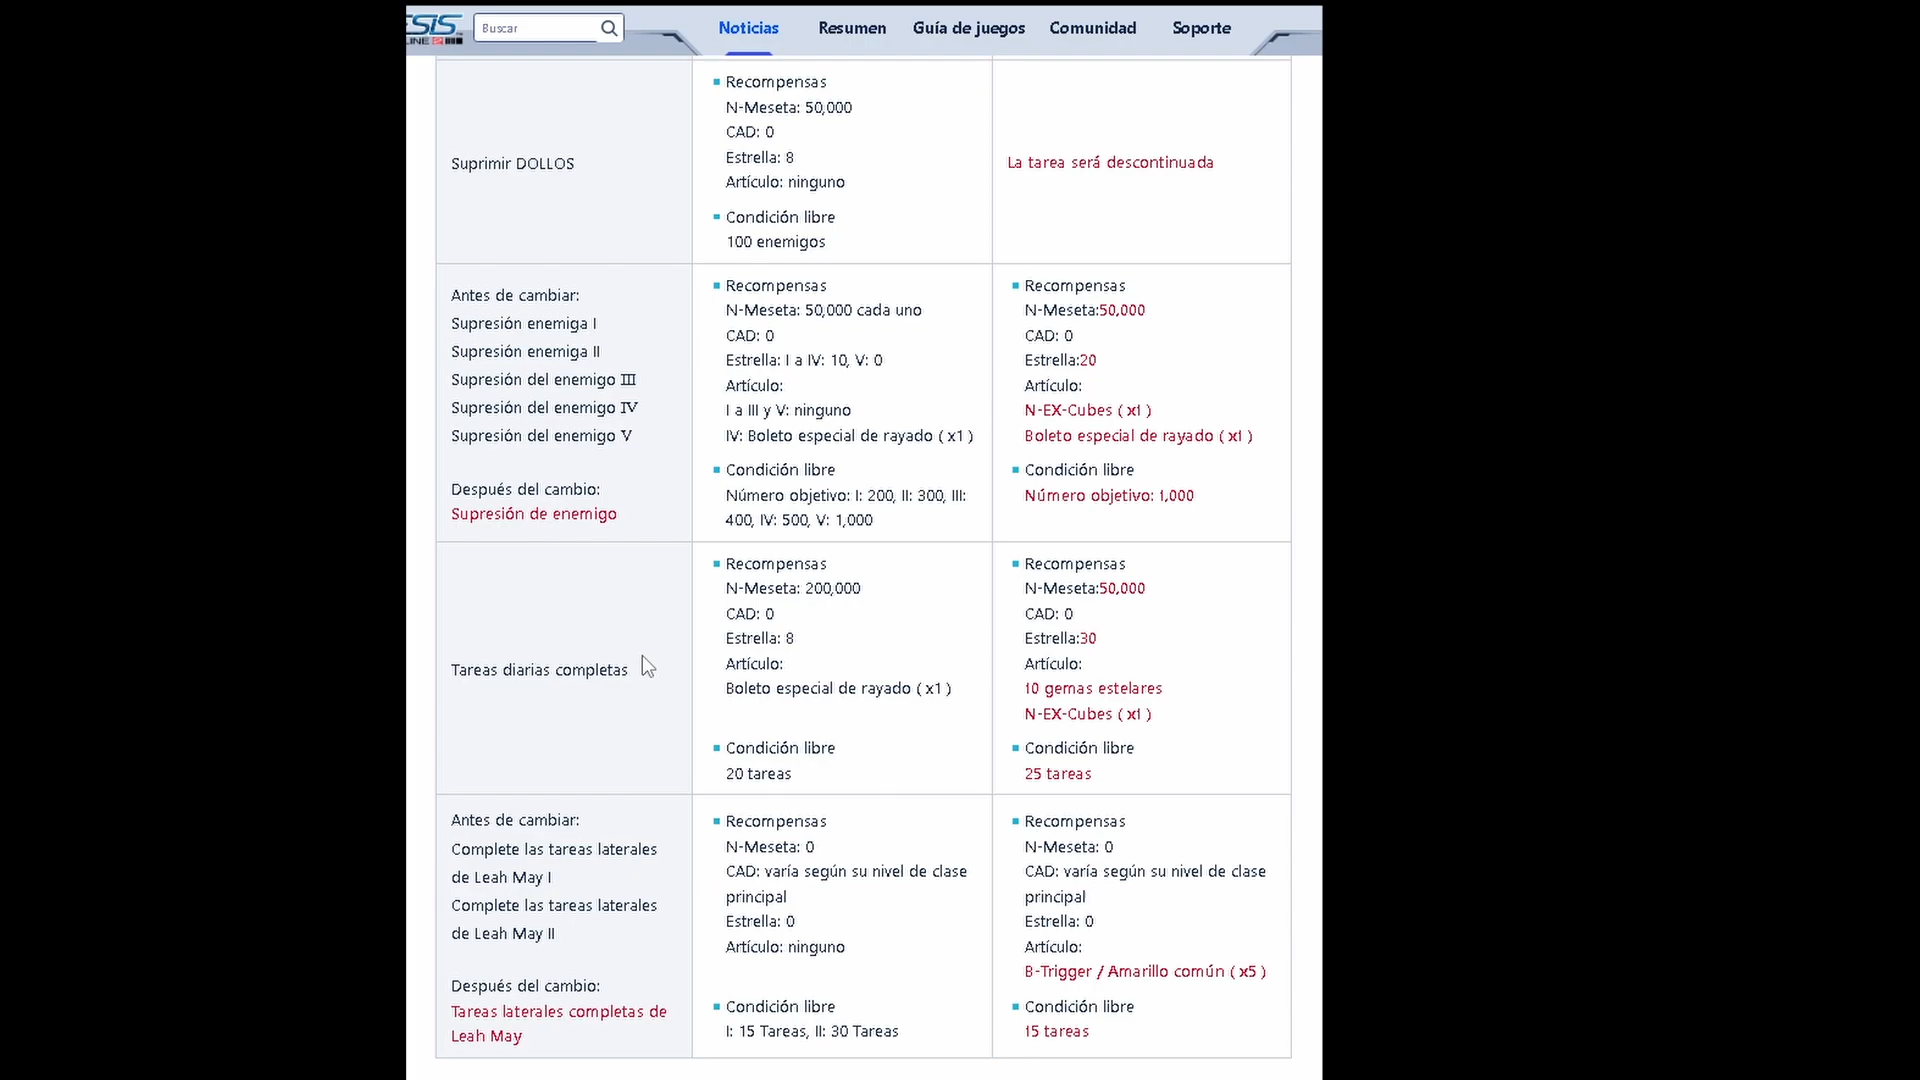 ESIS
LINE
Buscar
Noticias
Resumen
Guía de juegos
Comunidad
Soporte
Suprimir DOLLOS
Recompensas
N-Meseta: 50,000
CAD: 0
Estrella: 8
Artículo: ninguno
Condición libre
100 enemigos
La tarea será descontinuada
Antes de cambiar:
Supresión enemiga I
Supresión enemiga II
Supresión del enemigo III
Supresión del enemigo IV
Supresión del enemigo V
Después del cambio:
Supresión de enemigo
Recompensas
N-Meseta: 50,000 cada uno
CAD: 0
Estrella: I a IV: 10, V: 0
Artículo:
I a III y V: ninguno
IV: Boleto especial de rayado ( x1 )
Condición libre
Número objetivo: I: 200, II: 300, III:
400, IV: 500, V: 1,000
Recompensas
N-Meseta:50,000
CAD: 0
Estrella:20
Artículo:
N-EX-Cubes ( x1 )
Boleto especial de rayado ( x1 )
Condición libre
Número objetivo: 1,000
Tareas diarias completas
Recompensas
N-Meseta: 200,000
CAD: 0
Estrella: 8
Artículo:
Boleto especial de rayado ( x1 )
Condición libre
20 tareas
Recompensas
N-Meseta:50,000
CAD: 0
Estrella:30
Artículo:
10 gemas estelares
N-EX-Cubes ( x1 )
Condición libre
25 tareas
Antes de cambiar:
Complete las tareas laterales
de Leah May I
Complete las tareas laterales
de Leah May II
Después del cambio:
Tareas laterales completas de
Leah May
Recompensas
N-Meseta: 0
CAD: varía según su nivel de clase
principal
Estrella: 0
Artículo: ninguno
Condición libre
I: 15 Tareas, II: 30 Tareas
Recompensas
N-Meseta: 0
CAD: varía según su nivel de clase
principal
Estrella: 0
Artículo:
B-Trigger / Amarillo común ( x5 )
Condición libre
15 tareas